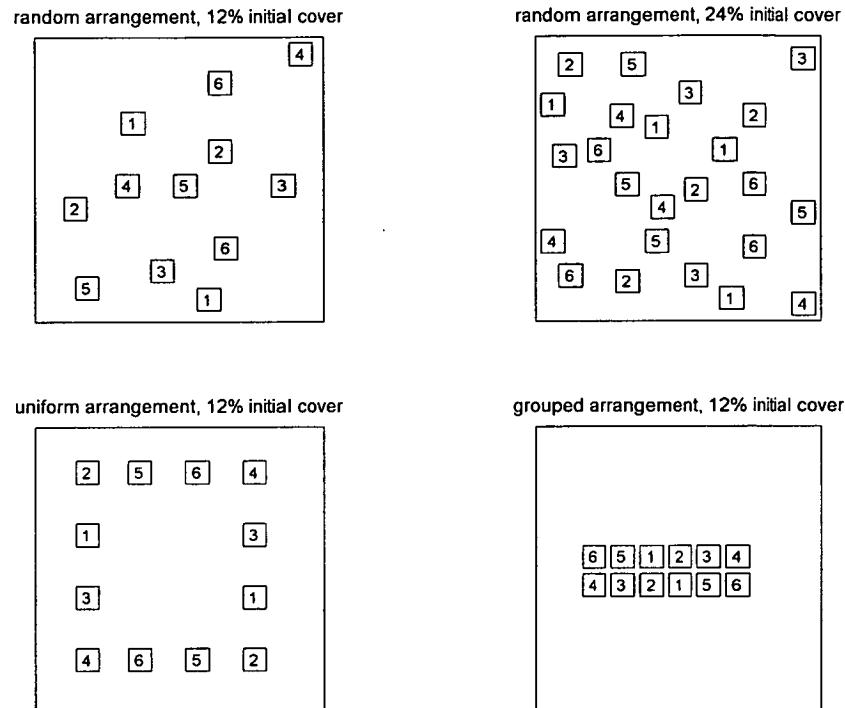 random arrangement, 12% initial cover
4
6
1
2
4 5 3
2
6
3
5
1
random arrangement, 24% initial cover
3
2 5
3
1
4 2
1
1
3 6
5 2 6
4
5
4 5
6
6 2 3
1
4
uniform arrangement, 12% initial cover
2 5 6 4
1 3
3 1
4 6 5 2
grouped arrangement, 12% initial cover
6 5 1 2 3 4
4 3 2 1 5 6